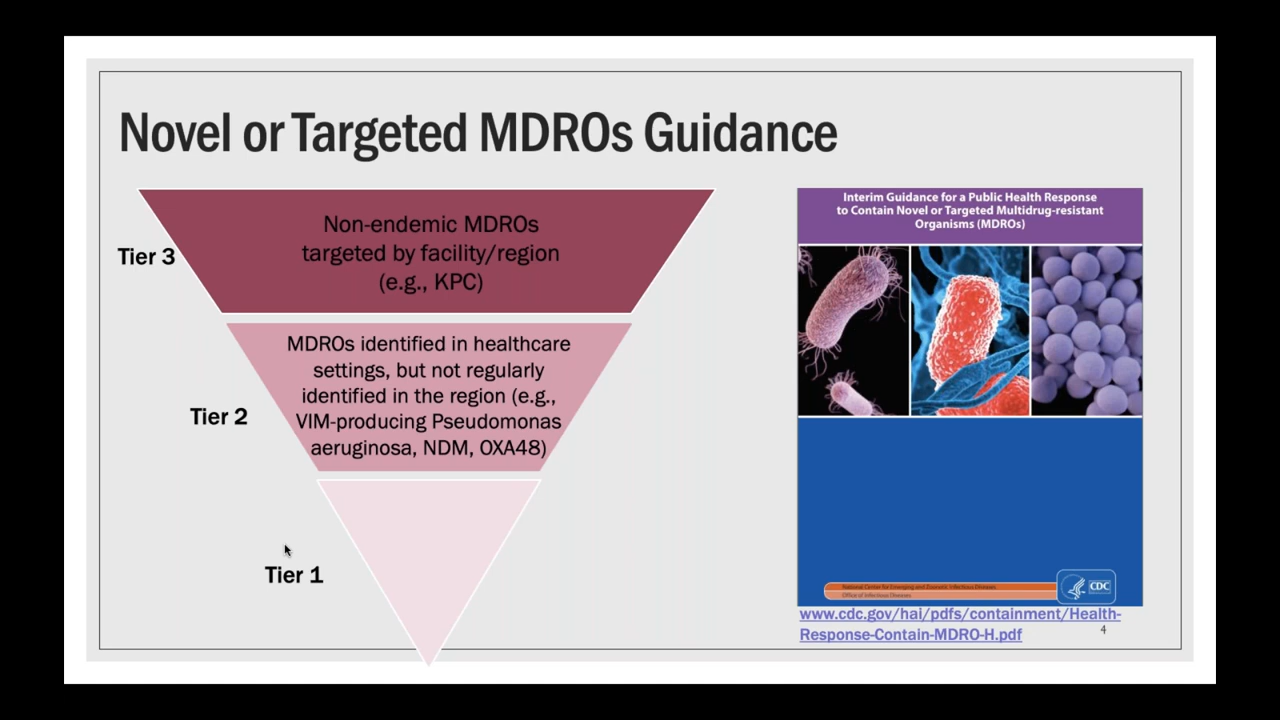 Novel or Targeted MDROs Guidance
Tier 3
Non-endemic MDROs
targeted by facility/region
(e.g., KPC)
Tier 2
MDROs identified in healthcare
settings, but not regularly
identified in the region (e.g.,
VIM-producing Pseudomonas
aeruginosa, NDM, OXA48)
Tier 1
Interim Guidance for a Public Health Response
to Contain Novel or Targeted Multidrug-resistant
Organisms (MDROs)
National Center for Emerging and Zoonotic Infectious Diseases
Office of Infectious Diseases
CDC
www.cdc.gov/hai/pdfs/containment/Health-
Response-Contain-MDRO-H.pdf
4